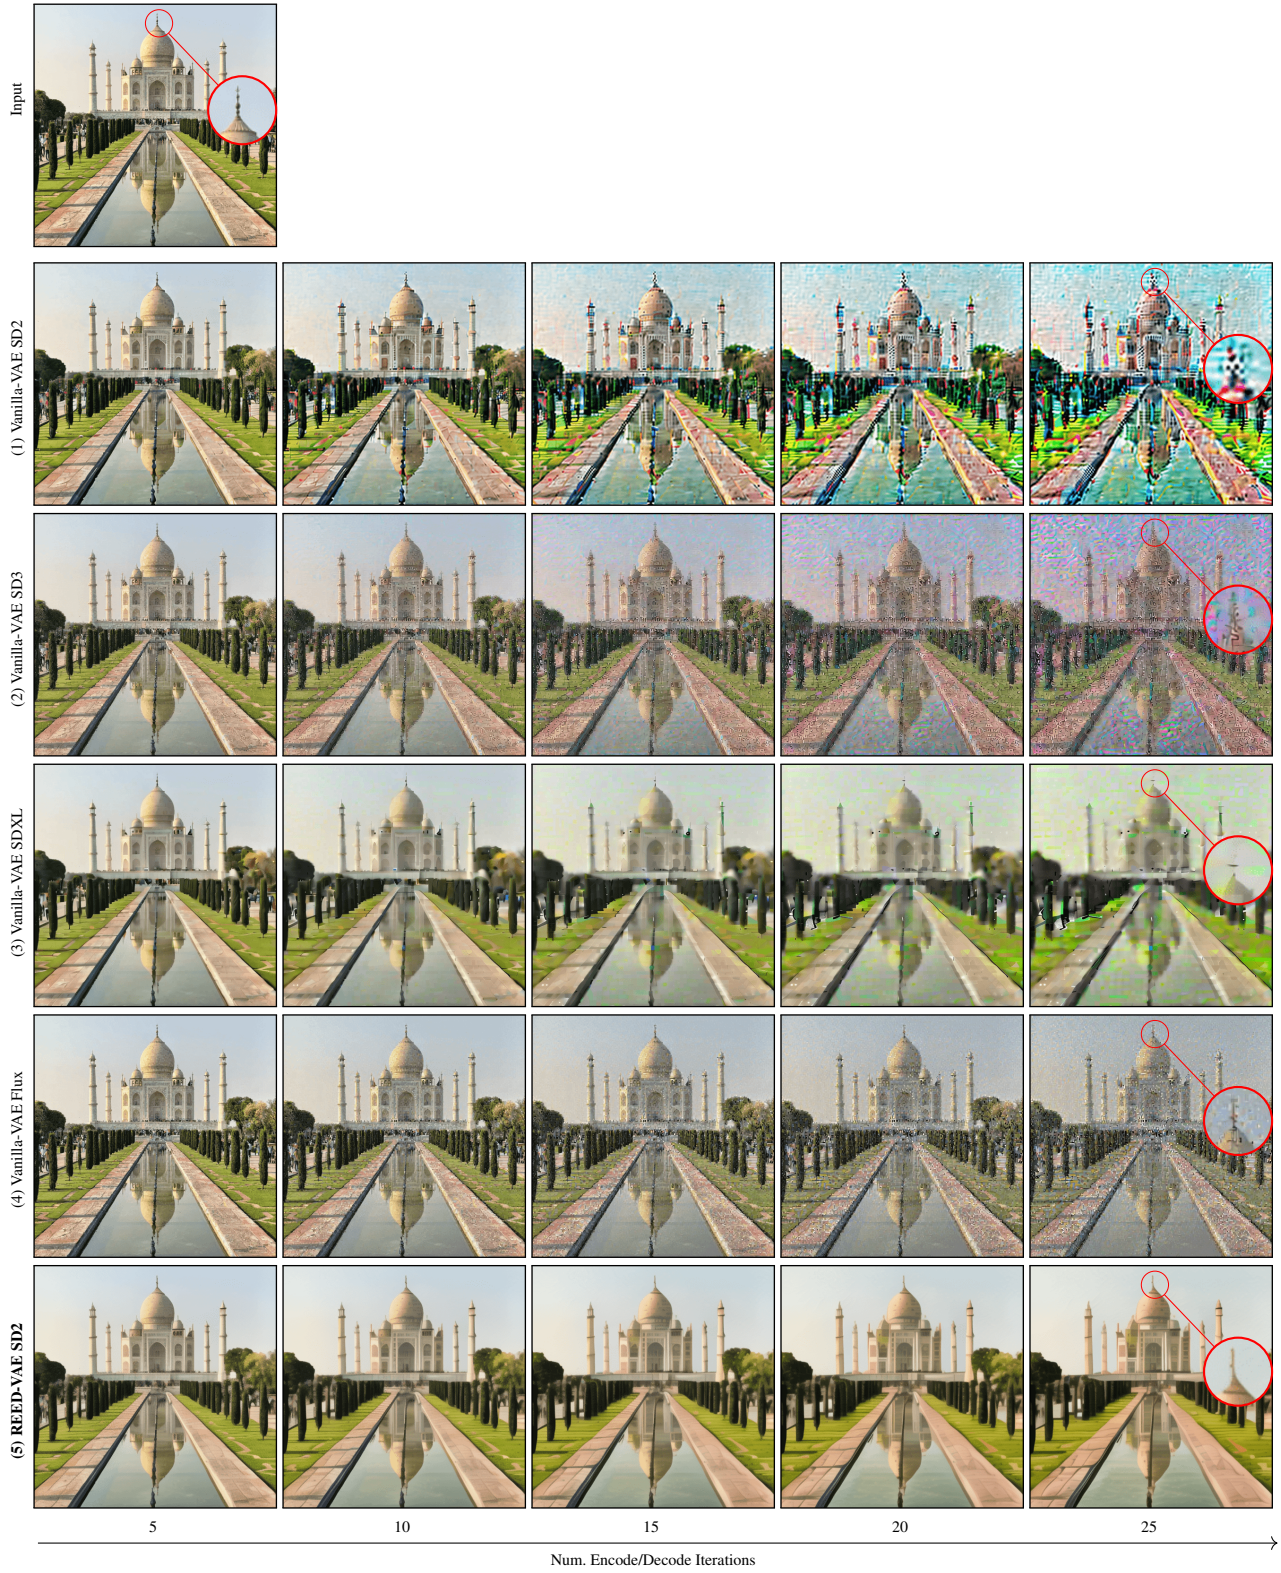 Input
(1) Vanilla-VAE SD2
(2) Vanilla-VAE SD3
(3) Vanilla-VAE SDXL
(4) Vanilla-VAE Flux
(5) REED-VAE SD2
5 10 15 20 25
Num. Encode/Decode Iterations